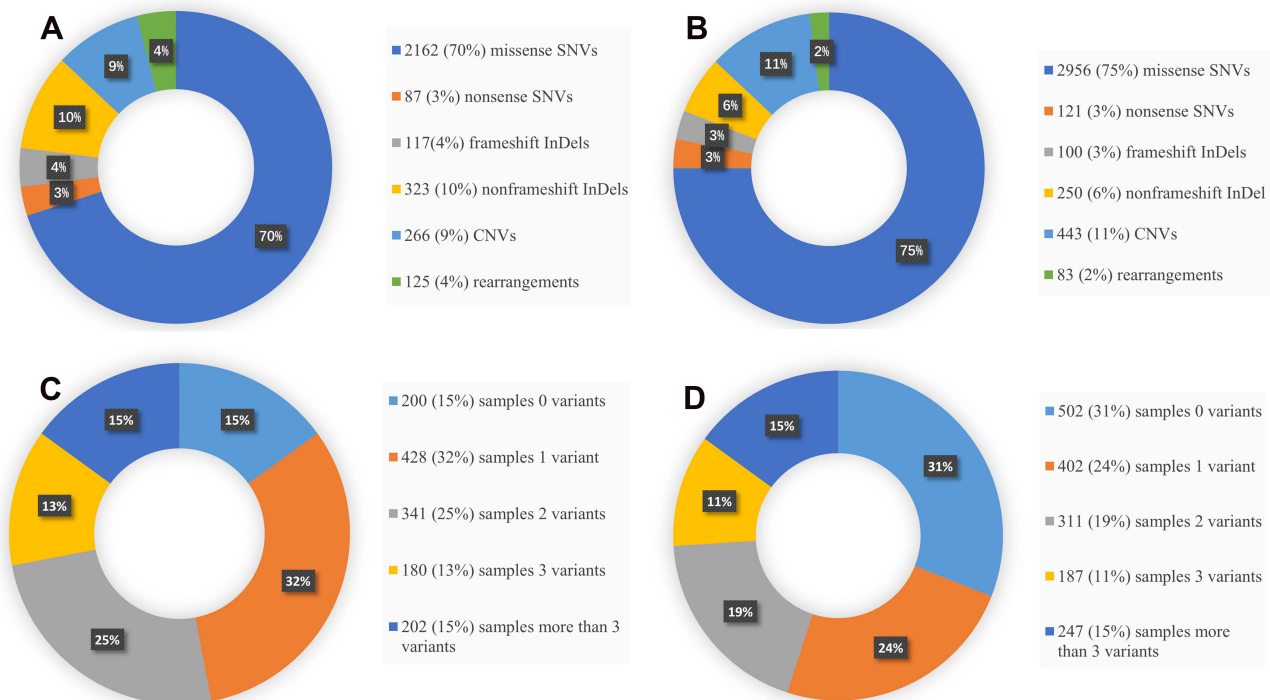 A
4%
9%
10%
4%
3%
70%
2162 (70%) missense SNVs
87 (3%) nonsense SNVs
117(4%) frameshift InDels
323 (10%) nonframeshift InDels
266 (9%) CNVs
125 (4%) rearrangements
B
2%
11%
6%
3%
3%
75%
2956 (75%) missense SNVs
121 (3%) nonsense SNVs
100 (3%) frameshift InDels
250 (6%) nonframeshift InDel
443 (11%) CNVs
83 (2%) rearrangements
C
15%
15%
13%
32%
25%
200 (15%) samples 0 variants
428 (32%) samples 1 variant
341 (25%) samples 2 variants
180 (13%) samples 3 variants
202 (15%) samples more than 3
variants
D
15%
31%
11%
19%
24%
502 (31%) samples 0 variants
402 (24%) samples 1 variant
311 (19%) samples 2 variants
187 (11%) samples 3 variants
247 (15%) samples more
than 3 variants